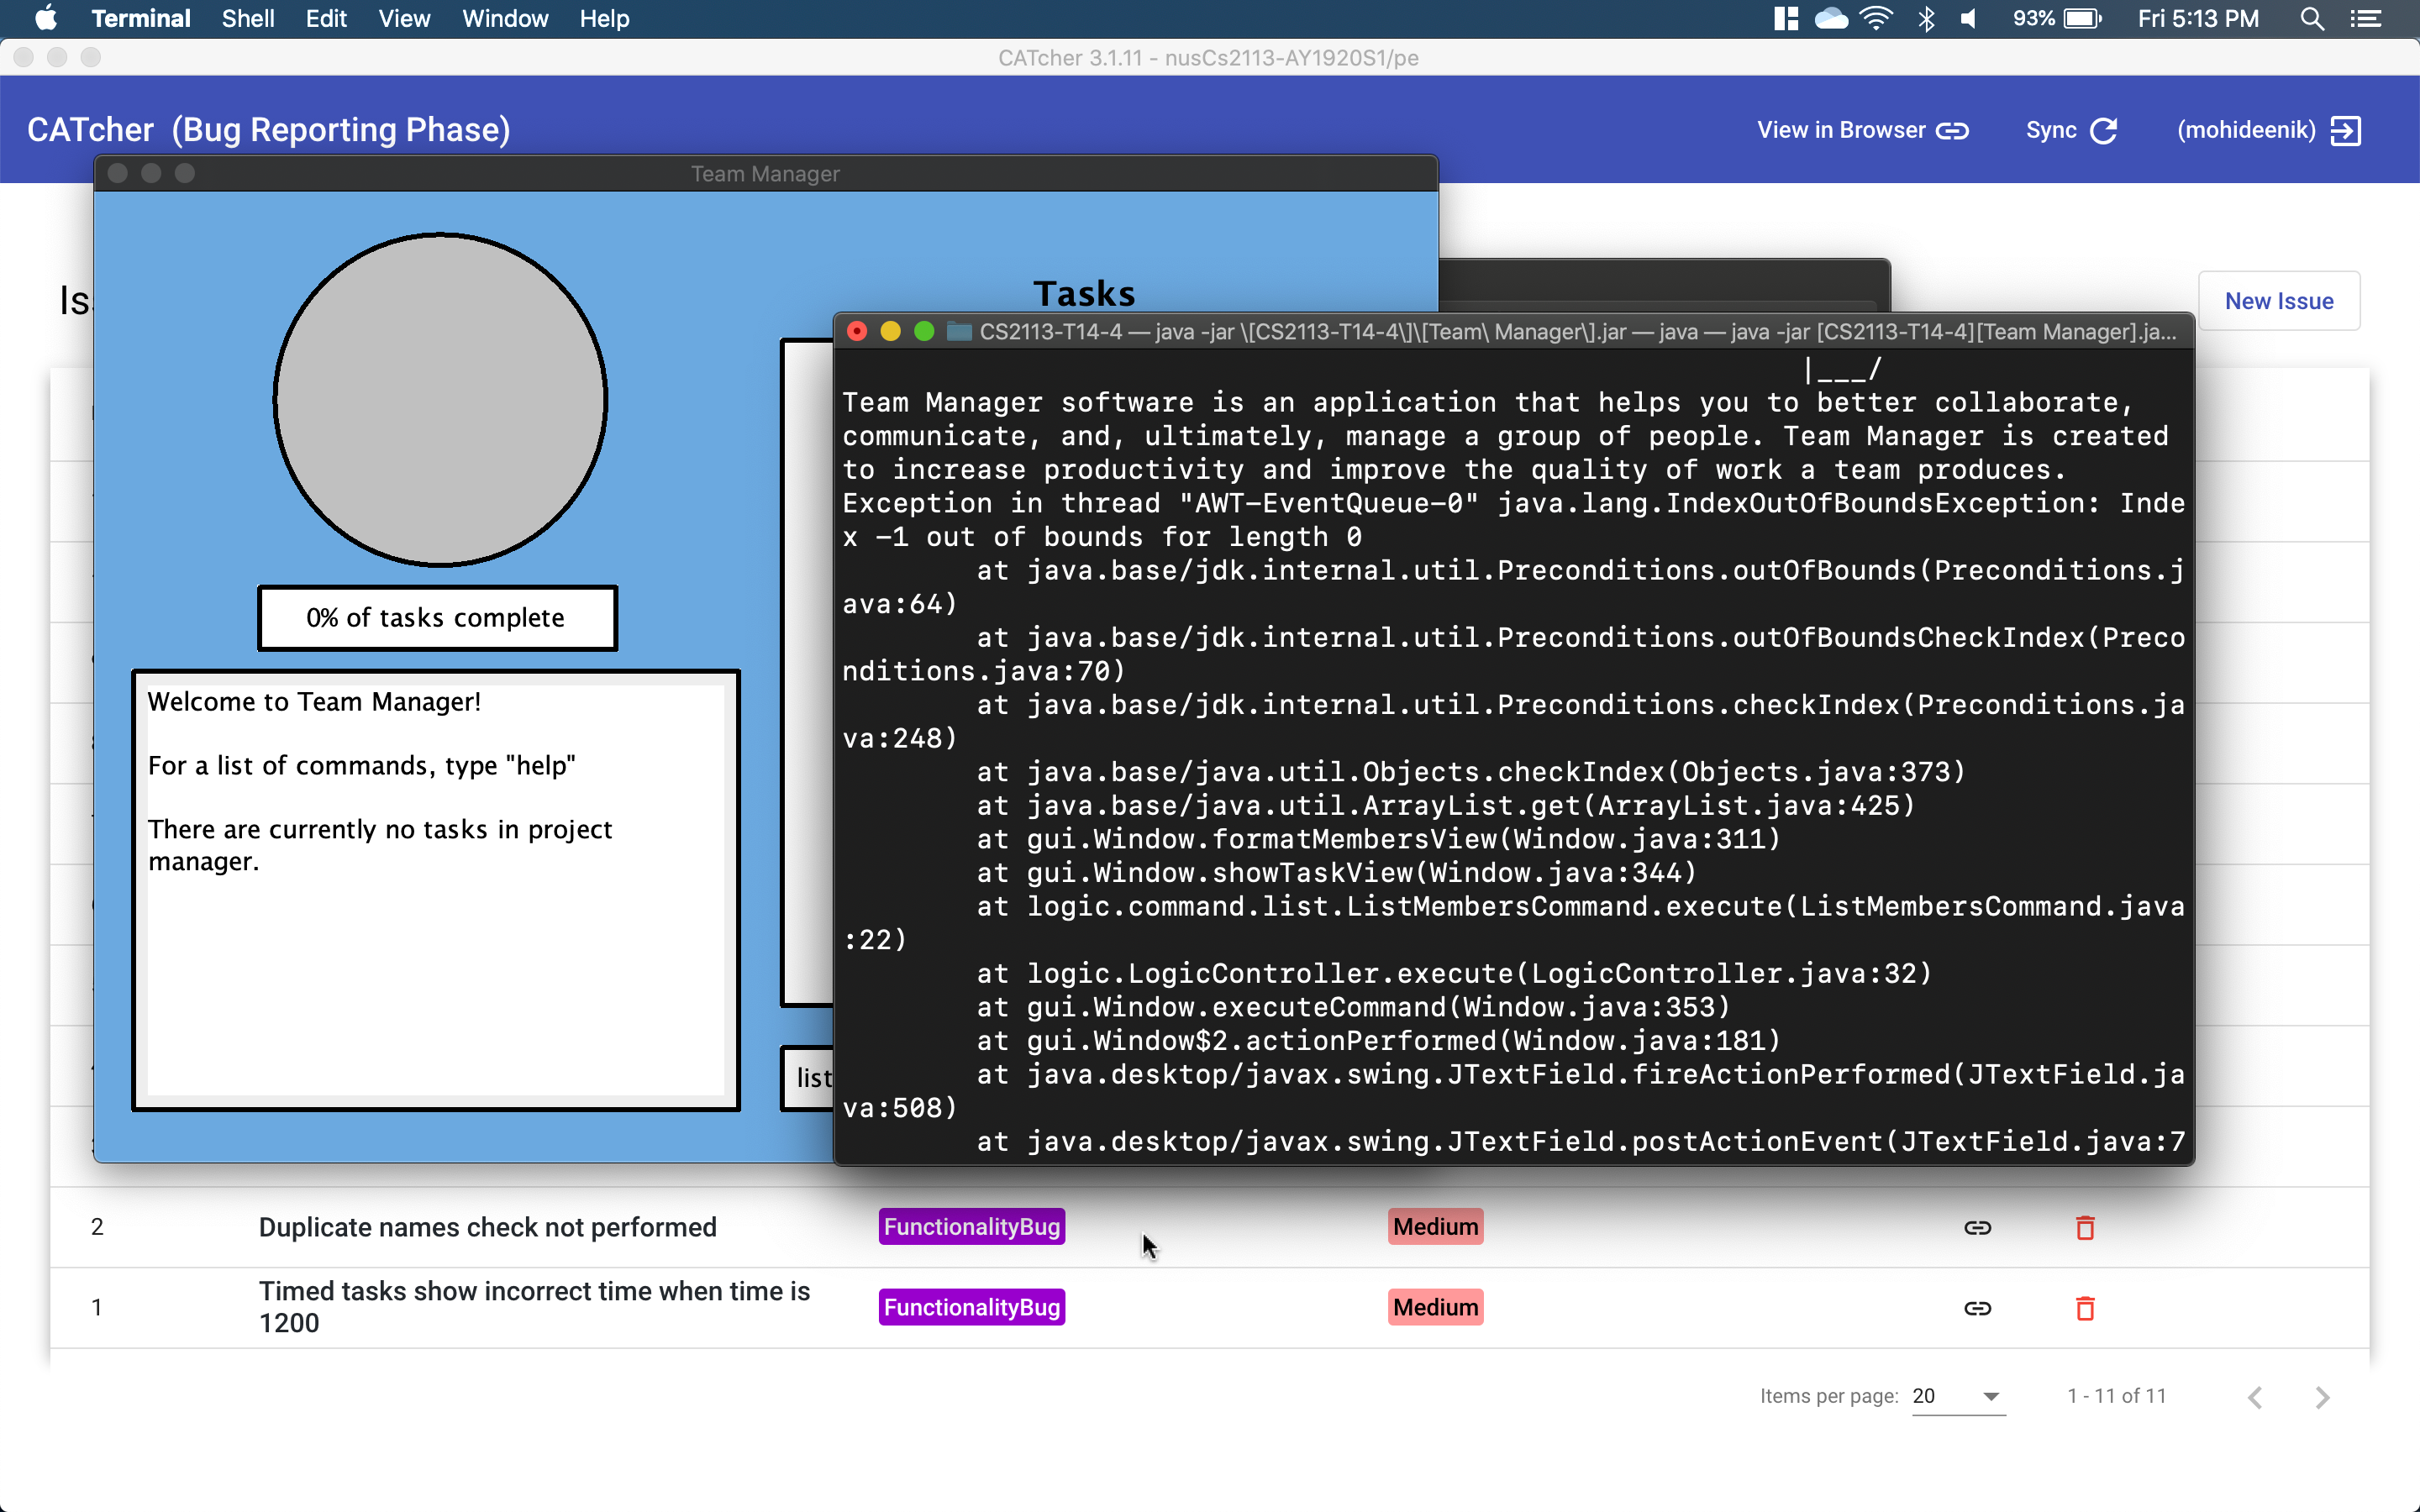 Terminal Shell Edit View Window Help 93% Fri 5:13 PM
CATcher 3.1.11 - nusCs2113-AY1920S1/pe
CATcher (Bug Reporting Phase) View in Browser Sync (mohideenik)
Team Manager
Is
New Issue
Tasks
0% of tasks complete
Welcome to Team Manager!
For a list of commands, type "help"
There are currently no tasks in project
manager.
list
CS2113-T14-4 — java -jar \[CS2113-T14-4\]\[Team\ Manager\].jar — java — java -jar [CS2113-T14-4][Team Manager].ja...
|___/
Team Manager software is an application that helps you to better collaborate,
communicate, and, ultimately, manage a group of people. Team Manager is created
to increase productivity and improve the quality of work a team produces.
Exception in thread "AWT-EventQueue-0" java.lang.IndexOutOfBoundsException: Inde
x -1 out of bounds for length 0
at java.base/jdk.internal.util.Preconditions.outOfBounds(Preconditions.j
ava:64)
at java.base/jdk.internal.util.Preconditions.outOfBoundsCheckIndex(Preco
nditions.java:70)
at java.base/jdk.internal.util.Preconditions.checkIndex(Preconditions.ja
va:248)
at java.base/java.util.Objects.checkIndex(Objects.java:373)
at java.base/java.util.ArrayList.get(ArrayList.java:425)
at gui.Window.formatMembersView(Window.java:311)
at gui.Window.showTaskView(Window.java:344)
at logic.command.list.ListMembersCommand.execute(ListMembersCommand.java
:22)
at logic.LogicController.execute(LogicController.java:32)
at gui.Window.executeCommand(Window.java:353)
at gui.Window$2.actionPerformed(Window.java:181)
at java.desktop/javax.swing.JTextField.fireActionPerformed(JTextField.ja
va:508)
at java.desktop/javax.swing.JTextField.postActionEvent(JTextField.java:7
2 Duplicate names check not performed FunctionalityBug Medium
1 Timed tasks show incorrect time when time is
1200 FunctionalityBug Medium
Items per page: 20 1 - 11 of 11